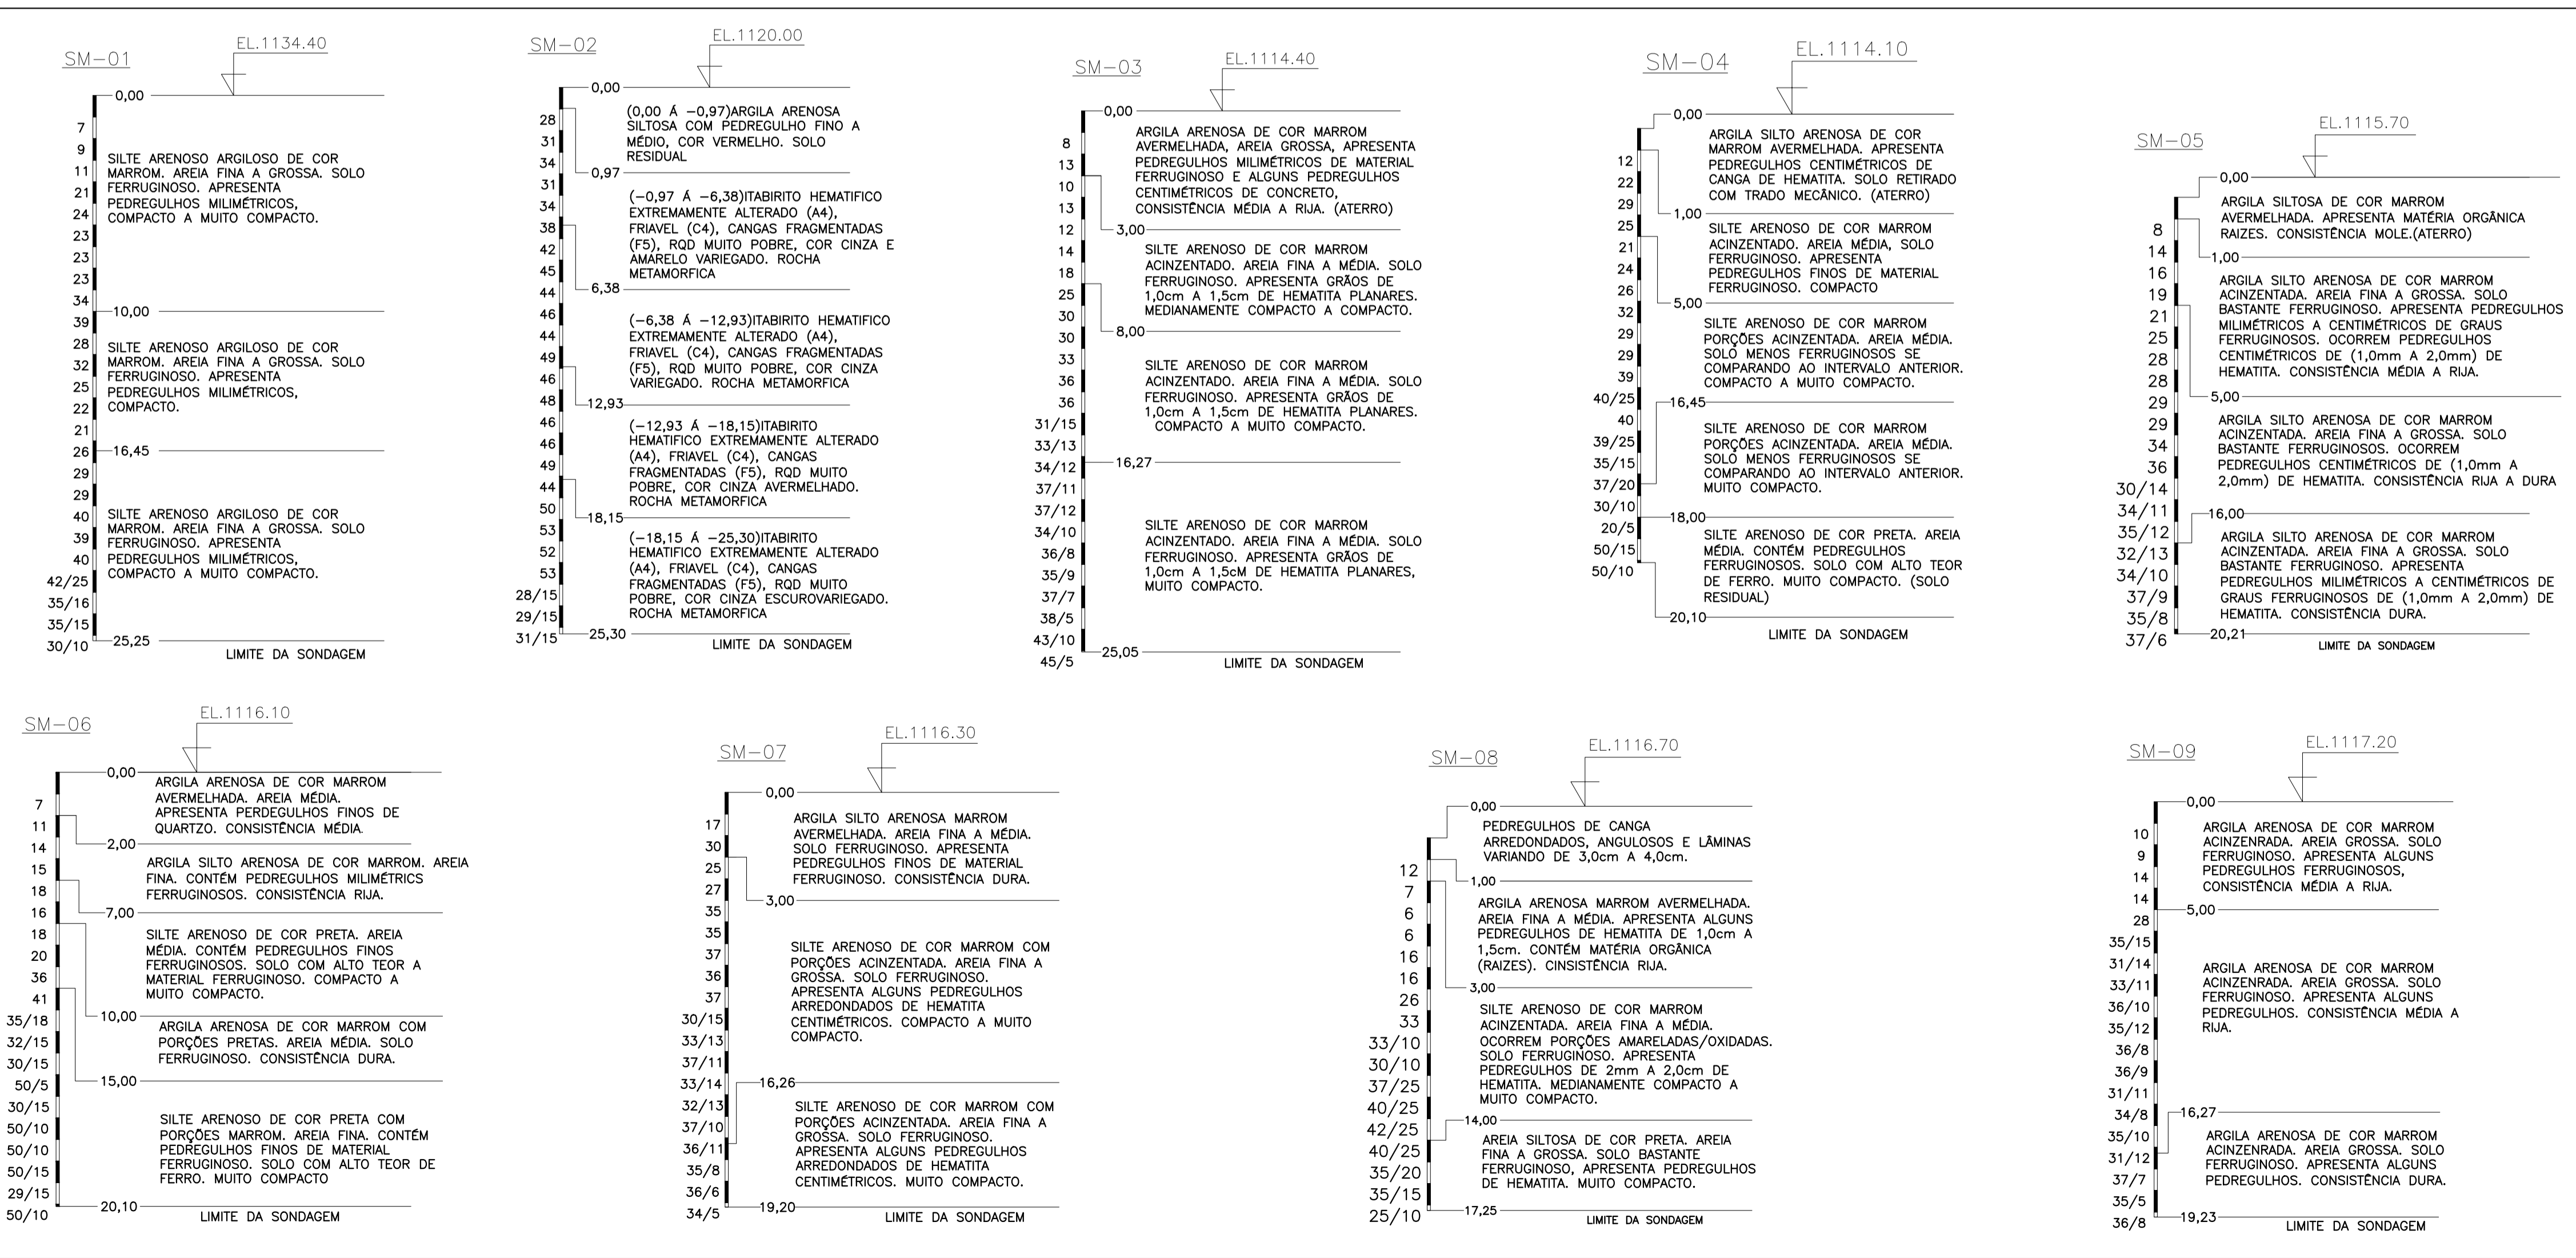 SM-01
EL.1134.40
0,00
7
9
11
21
24
23
23
23
34
39
28
32
25
22
21
26
29
29
40
39
40
42/25
35/16
35/15
30/10
SILTE ARENOSO ARGILOSO DE COR
MARROM. AREIA FINA A GROSSA. SOLO
FERRUGINOSO. APRESENTA
PEDREGULHOS MILIMÉTRICOS,
COMPACTO A MUITO COMPACTO.
10,00
SILTE ARENOSO ARGILOSO DE COR
MARROM. AREIA FINA A GROSSA. SOLO
FERRUGINOSO. APRESENTA
PEDREGULHOS MILIMÉTRICOS,
COMPACTO.
16,45
SILTE ARENOSO ARGILOSO DE COR
MARROM. AREIA FINA A GROSSA. SOLO
FERRUGINOSO. APRESENTA
PEDREGULHOS MILIMÉTRICOS,
COMPACTO A MUITO COMPACTO.
25,25
LIMITE DA SONDAGEM
SM-02
EL.1120.00
0,00
28
31
34
31
34
38
42
45
44
46
44
49
46
48
46
46
49
44
50
53
52
53
28/15
29/15
31/15
(0,00 Á -0,97)ARGILA ARENOSA
SILTOSA COM PEDREGULHO FINO A
MÉDIO, COR VERMELHO. SOLO
RESIDUAL
0,97
(-0,97 Á -6,38)ITABIRITO HEMATIFICO
EXTREMAMENTE ALTERADO (A4),
FRIAVEL (C4), CANGAS FRAGMENTADAS
(F5), RQD MUITO POBRE, COR CINZA E
AMARELO VARIEGADO. ROCHA
METAMORFICA
6,38
(-6,38 Á -12,93)ITABIRITO HEMATIFICO
EXTREMAMENTE ALTERADO (A4),
FRIAVEL (C4), CANGAS FRAGMENTADAS
(F5), RQD MUITO POBRE, COR CINZA
VARIEGADO. ROCHA METAMORFICA
12,93
(-12,93 Á -18,15)ITABIRITO
HEMATIFICO EXTREMAMENTE ALTERADO
(A4), FRIAVEL (C4), CANGAS
FRAGMENTADAS (F5), RQD MUITO
POBRE, COR CINZA AVERMELHADO.
ROCHA METAMORFICA
18,15
(-18,15 Á -25,30)ITABIRITO
HEMATIFICO EXTREMAMENTE ALTERADO
(A4), FRIAVEL (C4), CANGAS
FRAGMENTADAS (F5), RQD MUITO
POBRE, COR CINZA ESCUROVARIEGADO.
ROCHA METAMORFICA
25,30
LIMITE DA SONDAGEM
SM-03
EL.1114.40
0,00
8
13
10
13
12
14
18
25
30
30
33
36
36
31/15
33/13
34/12
37/11
37/12
34/10
36/8
35/9
37/7
38/5
43/10
45/5
ARGILA ARENOSA DE COR MARROM
AVERMELHADA, AREIA GROSSA, APRESENTA
PEDREGULHOS MILIMÉTRICOS DE MATERIAL
FERRUGINOSO E ALGUNS PEDREGULHOS
CENTIMÉTRICOS DE CONCRETO,
CONSISTÊNCIA MÉDIA A RIJA. (ATERRO)
3,00
SILTE ARENOSO DE COR MARROM
ACINZENTADO. AREIA FINA A MÉDIA. SOLO
FERRUGINOSO. APRESENTA GRÃOS DE
1,0cm A 1,5cm DE HEMATITA PLANARES.
MEDIANAMENTE COMPACTO A COMPACTO.
8,00
SILTE ARENOSO DE COR MARROM
ACINZENTADO. AREIA FINA A MÉDIA. SOLO
FERRUGINOSO. APRESENTA GRÃOS DE
1,0cm A 1,5cm DE HEMATITA PLANARES.
COMPACTO A MUITO COMPACTO.
16,27
SILTE ARENOSO DE COR MARROM
ACINZENTADO. AREIA FINA A MÉDIA. SOLO
FERRUGINOSO. APRESENTA GRÃOS DE
1,0cm A 1,5cM DE HEMATITA PLANARES,
MUITO COMPACTO.
25,05
LIMITE DA SONDAGEM
SM-04
EL.1114.10
0,00
12
22
29
25
21
24
26
32
29
29
39
40/25
40
39/25
35/15
37/20
30/10
20/5
50/15
50/10
ARGILA SILTO ARENOSA DE COR
MARROM AVERMELHADA. APRESENTA
PEDREGULHOS CENTIMÉTRICOS DE
CANGA DE HEMATITA. SOLO RETIRADO
COM TRADO MECÂNICO. (ATERRO)
1,00
SILTE ARENOSO DE COR MARROM
ACINZENTADO. AREIA MÉDIA, SOLO
FERRUGINOSO. APRESENTA
PEDREGULHOS FINOS DE MATERIAL
FERRUGINOSO. COMPACTO
5,00
SILTE ARENOSO DE COR MARROM
PORÇÕES ACINZENTADA. AREIA MÉDIA.
SOLO MENOS FERRUGINOSOS SE
COMPARANDO AO INTERVALO ANTERIOR.
COMPACTO A MUITO COMPACTO.
16,45
SILTE ARENOSO DE COR MARROM
PORÇÕES ACINZENTADA. AREIA MÉDIA.
SOLO MENOS FERRUGINOSOS SE
COMPARANDO AO INTERVALO ANTERIOR.
MUITO COMPACTO.
18,00
SILTE ARENOSO DE COR PRETA. AREIA
MÉDIA. CONTÉM PEDREGULHOS
FERRUGINOSOS. SOLO COM ALTO TEOR
DE FERRO. MUITO COMPACTO. (SOLO
RESIDUAL)
20,10
LIMITE DA SONDAGEM
SM-05
EL.1115.70
0,00
8
14
16
19
21
25
28
28
29
29
34
36
30/14
34/11
35/12
32/13
34/10
37/9
35/8
37/6
ARGILA SILTOSA DE COR MARROM
AVERMELHADA. APRESENTA MATÉRIA ORGÂNICA
RAIZES. CONSISTÊNCIA MOLE.(ATERRO)
1,00
ARGILA SILTO ARENOSA DE COR MARROM
ACINZENTADA. AREIA FINA A GROSSA. SOLO
BASTANTE FERRUGINOSO. APRESENTA PEDREGULHOS
MILIMÉTRICOS A CENTIMÉTRICOS DE GRAUS
FERRUGINOSOS. OCORREM PEDREGULHOS
CENTIMÉTRICOS DE (1,0mm A 2,0mm) DE
HEMATITA. CONSISTÊNCIA MÉDIA A RIJA.
5,00
ARGILA SILTO ARENOSA DE COR MARROM
ACINZENTADA. AREIA FINA A GROSSA. SOLO
BASTANTE FERRUGINOSOS. OCORREM
PEDREGULHOS CENTIMÉTRICOS DE (1,0mm A
2,0mm) DE HEMATITA. CONSISTÊNCIA RIJA A DURA
16,00
ARGILA SILTO ARENOSA DE COR MARROM
ACINZENTADA. AREIA FINA A GROSSA. SOLO
BASTANTE FERRUGINOSO. APRESENTA
PEDREGULHOS MILIMÉTRICOS A CENTIMÉTRICOS DE
GRAUS FERRUGINOSOS DE (1,0mm A 2,0mm) DE
HEMATITA. CONSISTÊNCIA DURA.
20,21
LIMITE DA SONDAGEM
SM-06
EL.1116.10
0,00
7
11
14
15
18
16
18
20
36
41
35/18
32/15
30/15
50/5
30/15
50/10
50/10
50/15
29/15
50/10
ARGILA ARENOSA DE COR MARROM
AVERMELHADA. AREIA MÉDIA.
APRESENTA PERDEGULHOS FINOS DE
QUARTZO. CONSISTÊNCIA MÉDIA.
2,00
ARGILA SILTO ARENOSA DE COR MARROM. AREIA
FINA. CONTÉM PEDREGULHOS MILIMÉTRICS
FERRUGINOSOS. CONSISTÊNCIA RIJA.
7,00
SILTE ARENOSO DE COR PRETA. AREIA
MÉDIA. CONTÉM PEDREGULHOS FINOS
FERRUGINOSOS. SOLO COM ALTO TEOR A
MATERIAL FERRUGINOSO. COMPACTO A
MUITO COMPACTO.
10,00
ARGILA ARENOSA DE COR MARROM COM
PORÇÕES PRETAS. AREIA MÉDIA. SOLO
FERRUGINOSO. CONSISTÊNCIA DURA.
15,00
SILTE ARENOSO DE COR PRETA COM
PORÇÕES MARROM. AREIA FINA. CONTÉM
PEDREGULHOS FINOS DE MATERIAL
FERRUGINOSO. SOLO COM ALTO TEOR DE
FERRO. MUITO COMPACTO
20,10
LIMITE DA SONDAGEM
SM-07
EL.1116.30
0,00
17
30
25
27
35
35
37
36
37
30/15
33/13
37/11
33/14
32/13
37/10
36/11
35/8
36/6
34/5
ARGILA SILTO ARENOSA MARROM
AVERMELHADA. AREIA FINA A MÉDIA.
SOLO FERRUGINOSO. APRESENTA
PEDREGULHOS FINOS DE MATERIAL
FERRUGINOSO. CONSISTÊNCIA DURA.
3,00
SILTE ARENOSO DE COR MARROM COM
PORÇÕES ACINZENTADA. AREIA FINA A
GROSSA. SOLO FERRUGINOSO.
APRESENTA ALGUNS PEDREGULHOS
ARREDONDADOS DE HEMATITA
CENTIMÉTRICOS. COMPACTO A MUITO
COMPACTO.
16,26
SILTE ARENOSO DE COR MARROM COM
PORÇÕES ACINZENTADA. AREIA FINA A
GROSSA. SOLO FERRUGINOSO.
APRESENTA ALGUNS PEDREGULHOS
ARREDONDADOS DE HEMATITA
CENTIMÉTRICOS. MUITO COMPACTO.
19,20
LIMITE DA SONDAGEM
SM-08
EL.1116.70
0,00
12
7
6
6
16
16
26
33
33/10
30/10
37/25
40/25
42/25
40/25
35/20
35/15
25/10
PEDREGULHOS DE CANGA
ARREDONDADOS, ANGULOSOS E LÂMINAS
VARIANDO DE 3,0cm A 4,0cm.
1,00
ARGILA ARENOSA MARROM AVERMELHADA.
AREIA FINA A MÉDIA. APRESENTA ALGUNS
PEDREGULHOS DE HEMATITA DE 1,0cm A
1,5cm. CONTÉM MATÉRIA ORGÂNICA
(RAIZES). CINSISTÊNCIA RIJA.
3,00
SILTE ARENOSO DE COR MARROM
ACINZENTADA. AREIA FINA A MÉDIA.
OCORREM PORÇÕES AMARELADAS/OXIDADAS.
SOLO FERRUGINOSO. APRESENTA
PEDREGULHOS DE 2mm A 2,0cm DE
HEMATITA. MEDIANAMENTE COMPACTO A
MUITO COMPACTO.
14,00
AREIA SILTOSA DE COR PRETA. AREIA
FINA A GROSSA. SOLO BASTANTE
FERRUGINOSO, APRESENTA PEDREGULHOS
DE HEMATITA. MUITO COMPACTO.
17,25
LIMITE DA SONDAGEM
SM-09
EL.1117.20
0,00
10
9
14
14
28
35/15
31/14
33/11
36/10
35/12
36/8
36/9
31/11
34/8
35/10
31/12
37/7
35/5
36/8
ARGILA ARENOSA DE COR MARROM
ACINZENRADA. AREIA GROSSA. SOLO
FERRUGINOSO. APRESENTA ALGUNS
PEDREGULHOS FERRUGINOSOS,
CONSISTÊNCIA MÉDIA A RIJA.
5,00
ARGILA ARENOSA DE COR MARROM
ACINZENRADA. AREIA GROSSA. SOLO
FERRUGINOSO. APRESENTA ALGUNS
PEDREGULHOS. CONSISTÊNCIA MÉDIA A
RIJA.
16,27
ARGILA ARENOSA DE COR MARROM
ACINZENRADA. AREIA GROSSA. SOLO
FERRUGINOSO. APRESENTA ALGUNS
PEDREGULHOS. CONSISTÊNCIA DURA.
19,23
LIMITE DA SONDAGEM